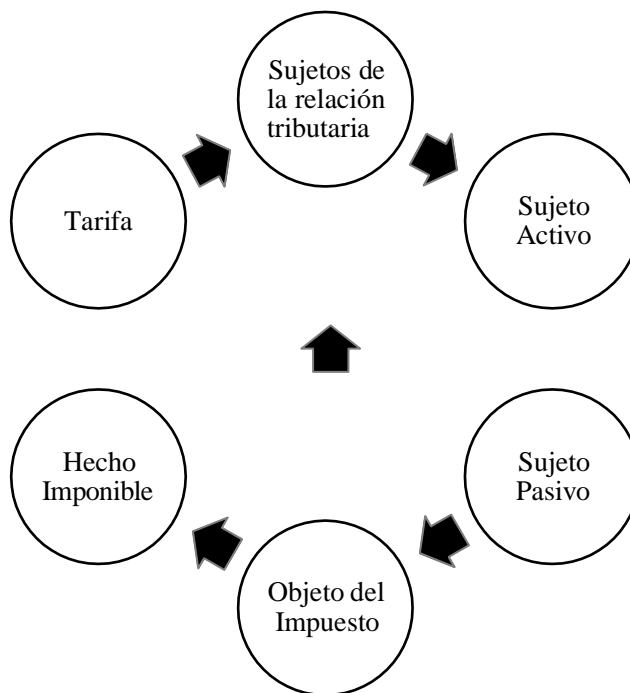 Sujetos de
la relación
tributaria
Sujeto
Activo
Sujeto
Pasivo
Objeto del
Impuesto
Hecho
Imponible
Tarifa